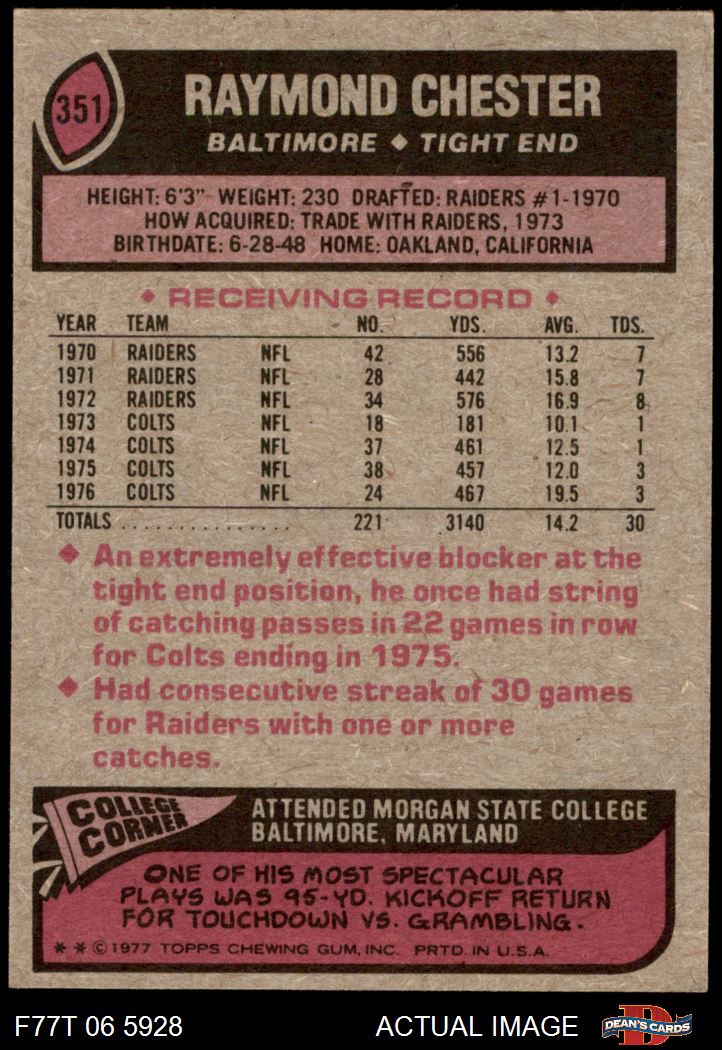 351
RAYMOND CHESTER
BALTIMORE ◆ TIGHT END
HEIGHT: 6'3" WEIGHT: 230 DRAFTED: RAIDERS #1-1970
HOW ACQUIRED: TRADE WITH RAIDERS, 1973
BIRTHDATE: 6-28-48 HOME: OAKLAND, CALIFORNIA
◆ RECEIVING RECORD ◆
YEAR TEAM NO. YDS. AVG. TDS.
1970 RAIDERS NFL 42 556 13.2 7
1971 RAIDERS NFL 28 442 15.8 7
1972 RAIDERS NFL 34 576 16.9 8
1973 COLTS NFL 18 181 10.1 1
1974 COLTS NFL 37 461 12.5 1
1975 COLTS NFL 38 457 12.0 3
1976 COLTS NFL 24 467 19.5 3
TOTALS ................ 221 3140 14.2 30
◆ An extremely effective blocker at the
tight end position, he once had string
of catching passes in 22 games in row
for Colts ending in 1975.
◆ Had consecutive streak of 30 games
for Raiders with one or more
catches.
COLLEGE
CORNER
ATTENDED MORGAN STATE COLLEGE
BALTIMORE, MARYLAND
ONE OF HIS MOST SPECTACULAR
PLAYS WAS 95-YD. KICKOFF RETURN
FOR TOUCHDOWN VS. GRAMBLING.
* * © 1977 TOPPS CHEWING GUM, INC. PRTD. IN U.S.A.
F77T 06 5928 ACTUAL IMAGE
D
DEAN'S CARDS